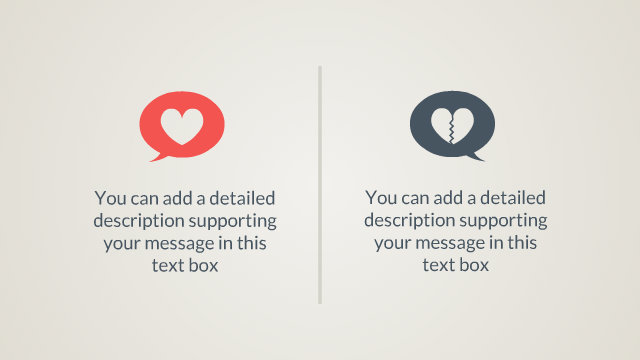 You can add a detailed
description supporting
your message in this
text box
You can add a detailed
description supporting
your message in this
text box